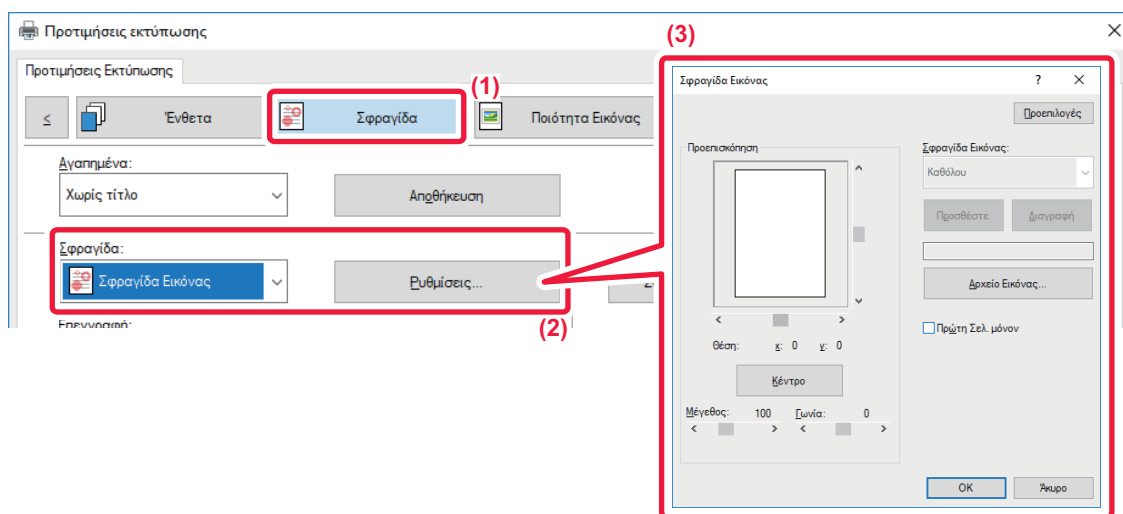 Προτιμήσεις εκτύπωσης
Προτιμήσεις Εκτύπωσης
(1)
< Ένθετα Σφραγίδα Ποιότητα Εικόνας
Αγαπημένα:
Χωρίς τίτλο Αποθήκευση
Σφραγίδα:
Σφραγίδα Εικόνας Ρυθμίσεις...
(2)
Επεγγραφή:
(3)
Σφραγίδα Εικόνας ? ×
Προεπιλογές
Προεπισκόπηση
Σφραγίδα Εικόνας:
Καθόλου
Προσθέστε Διαγραφή
Αρχείο Εικόνας...
Πρώτη Σελ. μόνον
Θέση: x: 0 y: 0
Κέντρο
Μέγεθος: 100 Γωνία: 0
OK Άκυρο